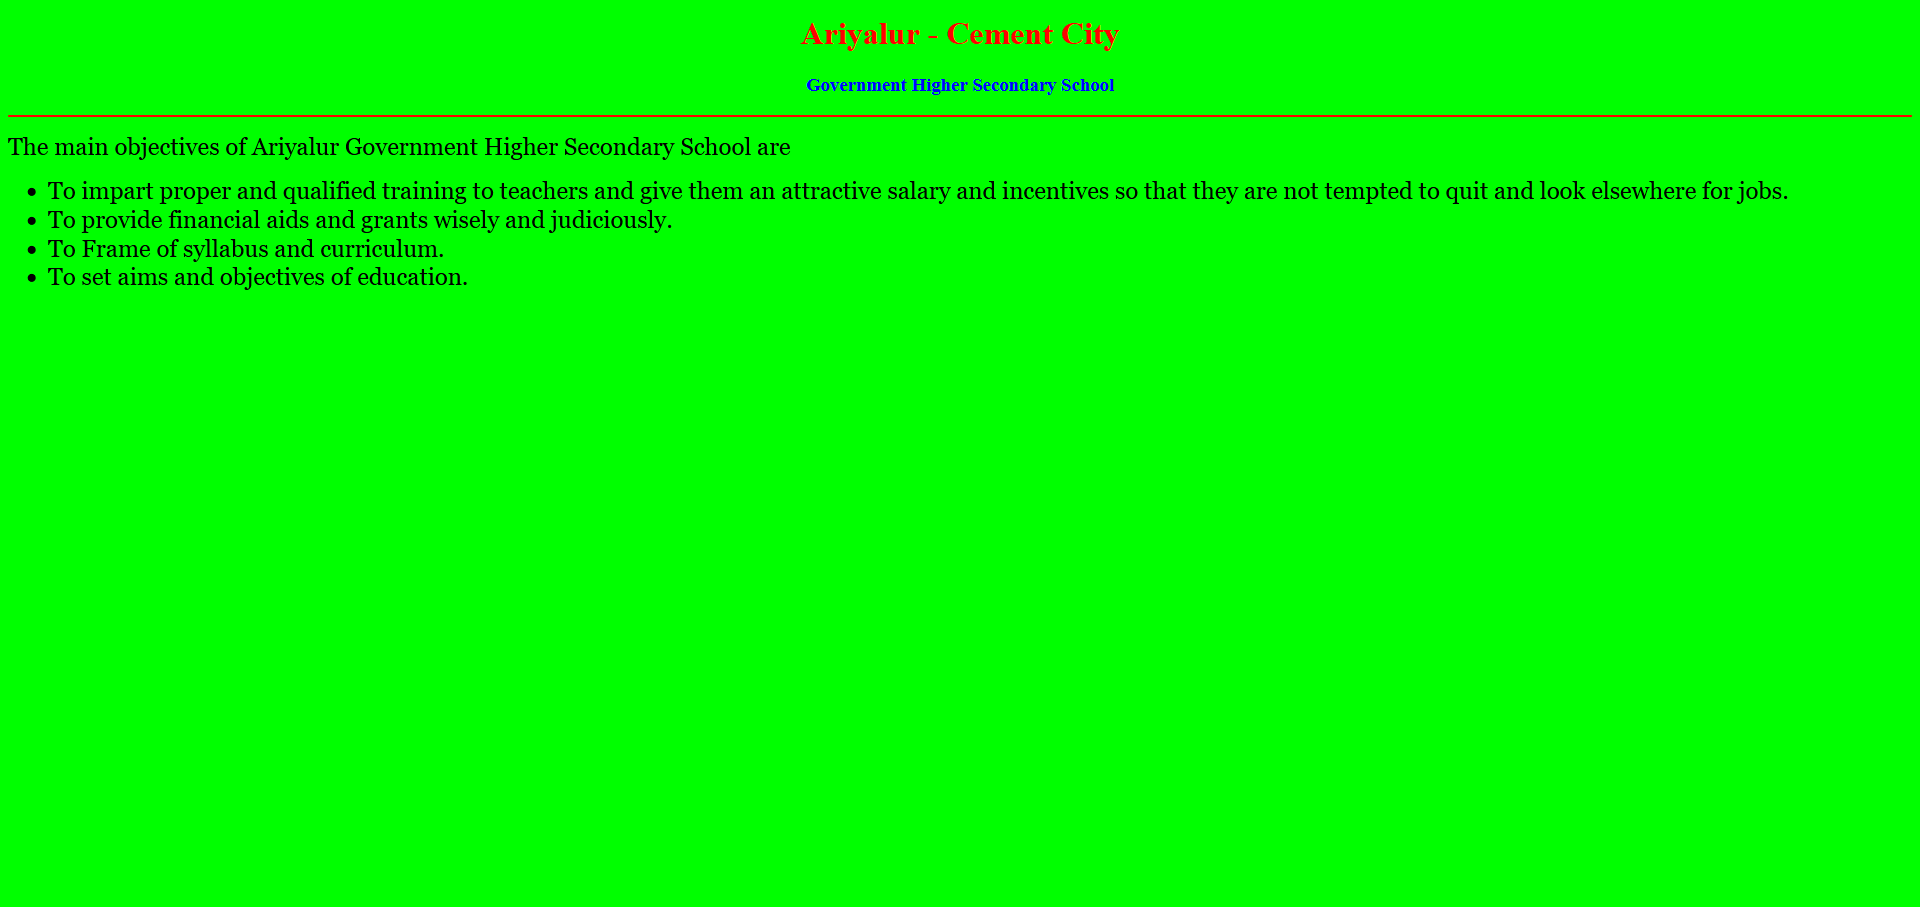 Ariyalur - Cement City
Government Higher Secondary School
The main objectives of Ariyalur Government Higher Secondary School are
• To impart proper and qualified training to teachers and give them an attractive salary and incentives so that they are not tempted to quit and look elsewhere for jobs.
• To provide financial aids and grants wisely and judiciously.
• To Frame of syllabus and curriculum.
• To set aims and objectives of education.